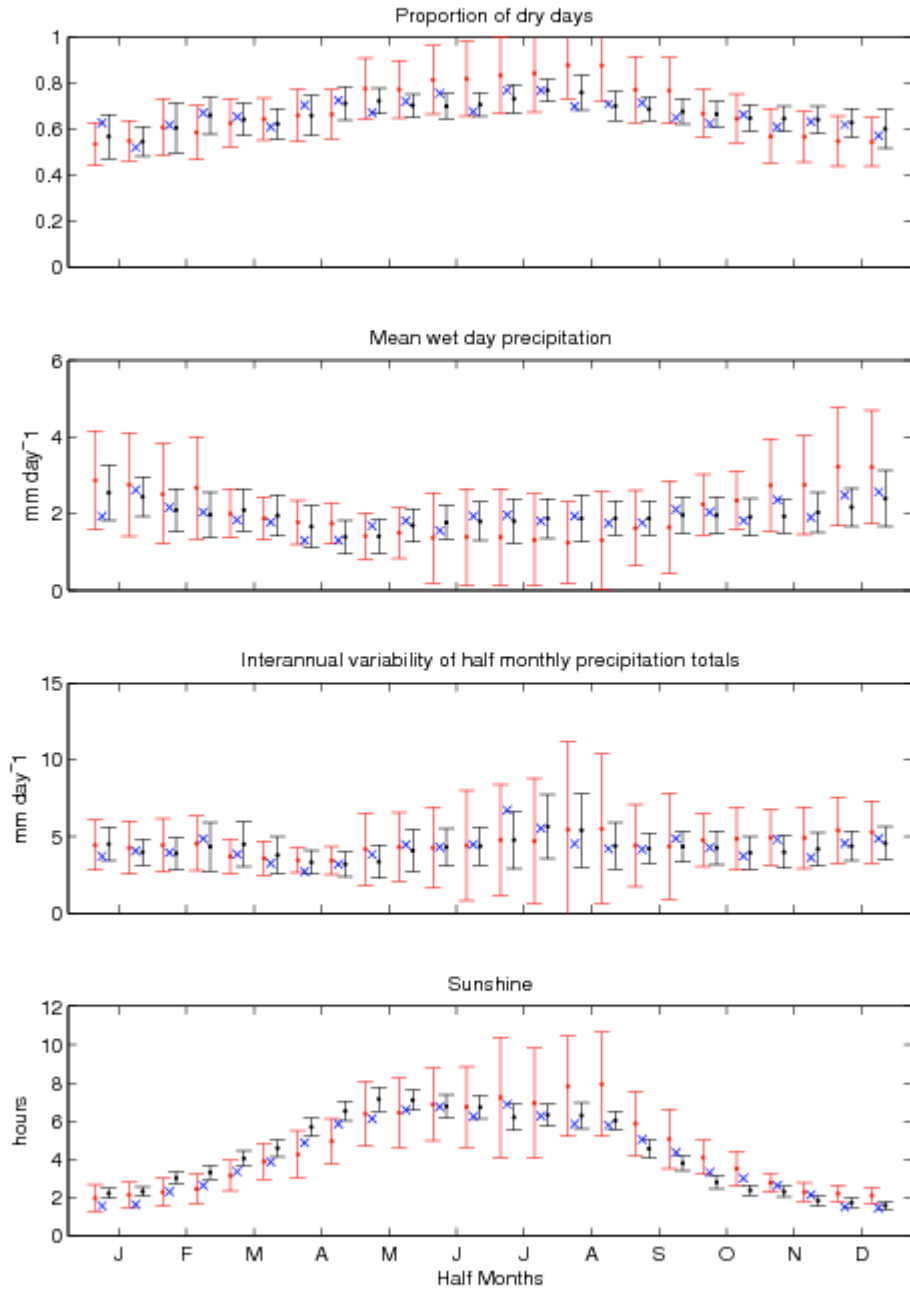 Proportion of dry days
1
0.8
0.6
0.4
0.2
0
Mean wet day precipitation
6
4
2
0
mm day⁻1
Interannual variability of half monthly precipitation totals
15
10
5
0
mm day⁻1
Sunshine
12
10
8
6
4
2
0
hours
J F M A M J J A S O N D
Half Months